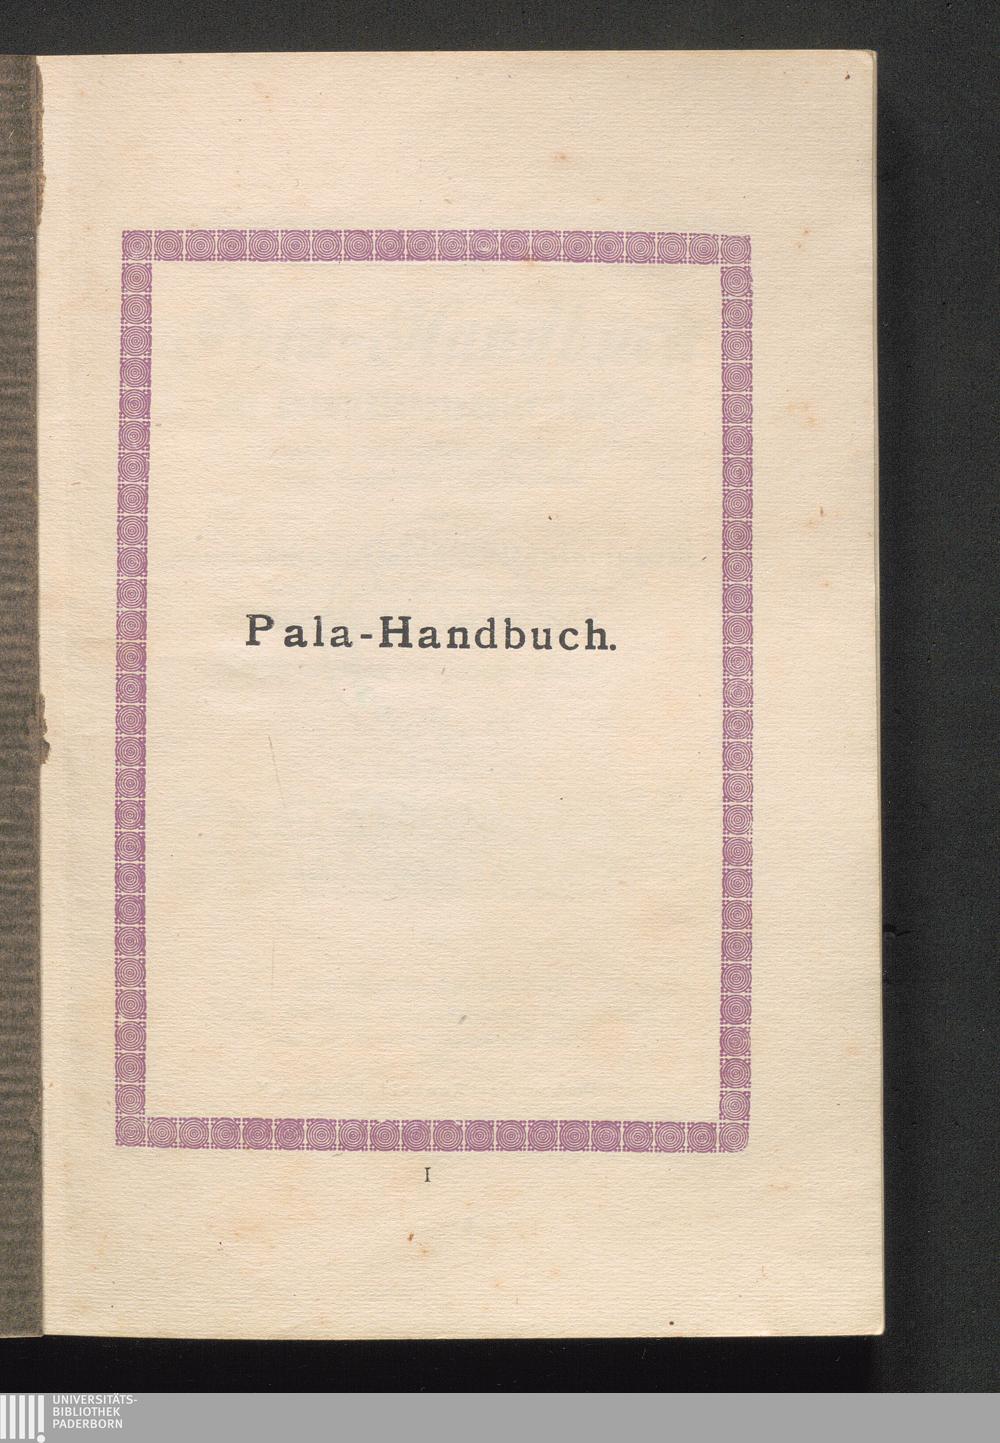 Pala-Handbuch.
I
UNIVERSITÄTS-
BIBLIOTHEK
PADERBORN